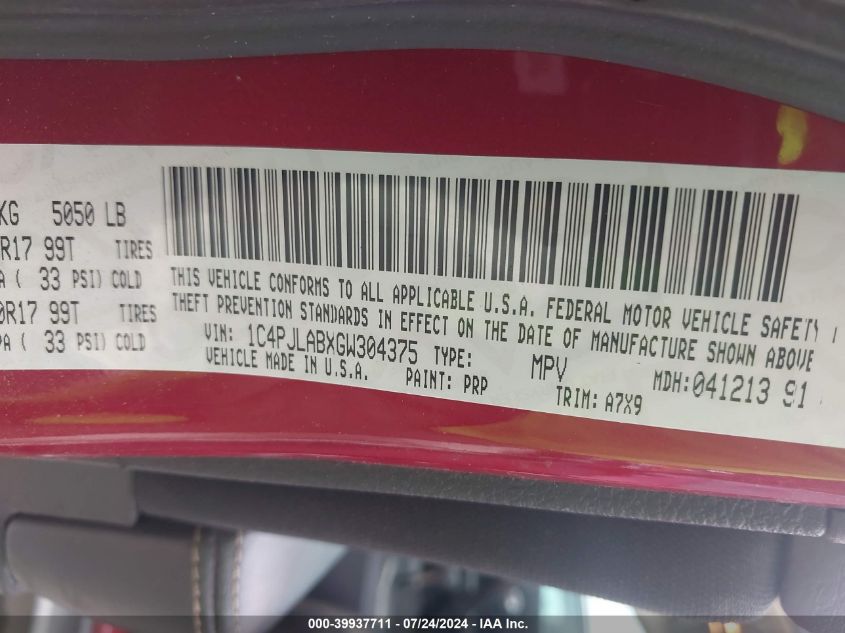 KG 5050 LB
R17 99T TIRES
( 33 PSI) COLD
0R17 99T TIRES
PA ( 33 PSI) COLD
THIS VEHICLE CONFORMS TO ALL APPLICABLE U.S.A. FEDERAL MOTOR VEHICLE SAFETY
THEFT PREVENTION STANDARDS IN EFFECT ON THE DATE OF MANUFACTURE SHOWN ABOVE
VIN: 1C4PJLABXGW304375 TYPE: MPV MDH:041213 91
VEHICLE MADE IN U.S.A. PAINT: PRP TRIM: A7X9
000-39937711 / 07/24/2024 - IAA Inc.